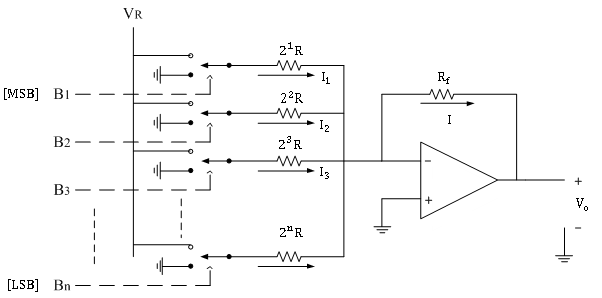 VR
2¹R
I₁
[MSB] B1
2²R
Rf
I₂
I
B2
2³R
I₃
B3
−
+
+
Vo
−
2ⁿR
[LSB] Bn